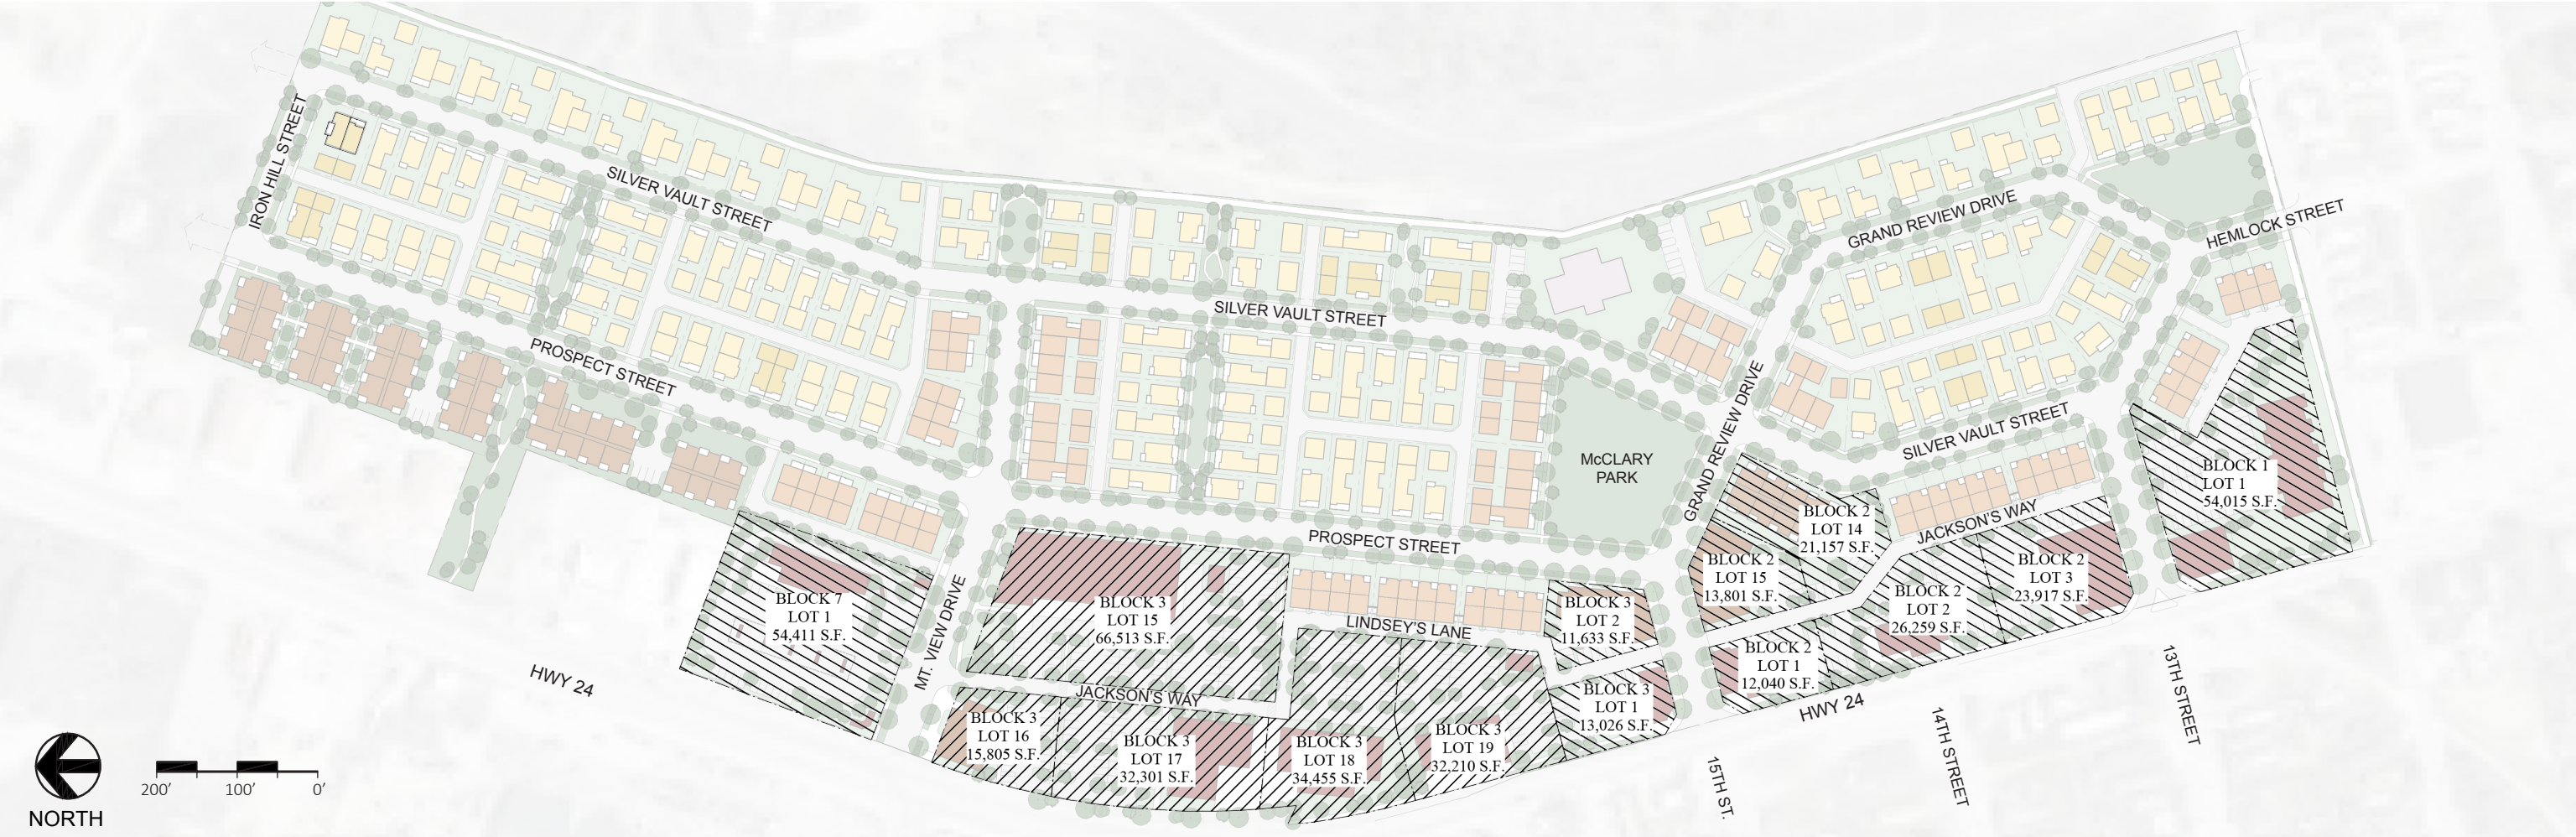 IRON HILL STREET
SILVER VAULT STREET
PROSPECT STREET
SILVER VAULT STREET
GRAND REVIEW DRIVE
HEMLOCK STREET
GRAND REVIEW DRIVE
McCLARY
PARK
SILVER VAULT STREET
JACKSON'S WAY
PROSPECT STREET
LINDSEY'S LANE
MT. VIEW DRIVE
JACKSON'S WAY
HWY 24
HWY 24
BLOCK 7
LOT 1
54,411 S.F.
BLOCK 3
LOT 15
66,513 S.F.
BLOCK 3
LOT 16
15,805 S.F.
BLOCK 3
LOT 17
32,301 S.F.
BLOCK 3
LOT 18
34,455 S.F.
BLOCK 3
LOT 19
32,210 S.F.
BLOCK 3
LOT 2
11,633 S.F.
BLOCK 3
LOT 1
13,026 S.F.
BLOCK 2
LOT 14
21,157 S.F.
BLOCK 2
LOT 15
13,801 S.F.
BLOCK 2
LOT 1
12,040 S.F.
BLOCK 2
LOT 2
26,259 S.F.
BLOCK 2
LOT 3
23,917 S.F.
BLOCK 1
LOT 1
54,015 S.F.
15TH ST.
14TH STREET
13TH STREET
200' 100' 0'
NORTH